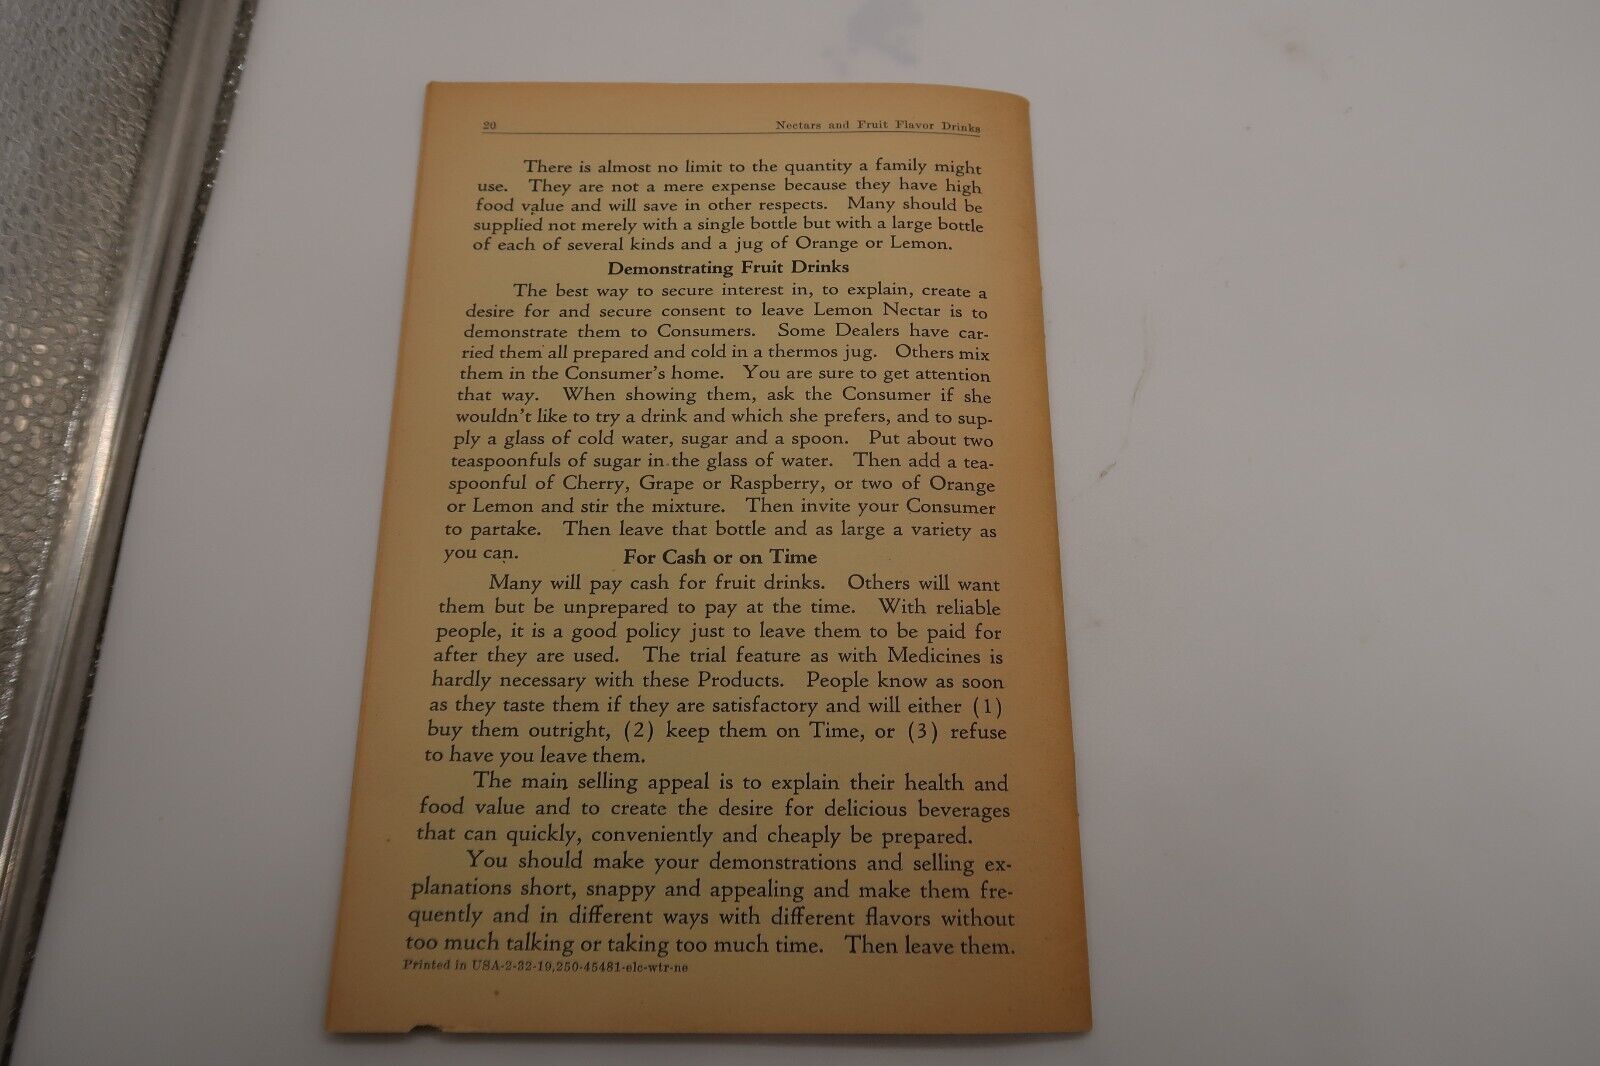 20 Nectars and Fruit Flavor Drinks
There is almost no limit to the quantity a family might
use. They are not a mere expense because they have high
food value and will save in other respects. Many should be
supplied not merely with a single bottle but with a large bottle
of each of several kinds and a jug of Orange or Lemon.
Demonstrating Fruit Drinks
The best way to secure interest in, to explain, create a
desire for and secure consent to leave Lemon Nectar is to
demonstrate them to Consumers. Some Dealers have car-
ried them all prepared and cold in a thermos jug. Others mix
them in the Consumer's home. You are sure to get attention
that way. When showing them, ask the Consumer if she
wouldn't like to try a drink and which she prefers, and to sup-
ply a glass of cold water, sugar and a spoon. Put about two
teaspoonfuls of sugar in the glass of water. Then add a tea-
spoonful of Cherry, Grape or Raspberry, or two of Orange
or Lemon and stir the mixture. Then invite your Consumer
to partake. Then leave that bottle and as large a variety as
you can.
For Cash or on Time
Many will pay cash for fruit drinks. Others will want
them but be unprepared to pay at the time. With reliable
people, it is a good policy just to leave them to be paid for
after they are used. The trial feature as with Medicines is
hardly necessary with these Products. People know as soon
as they taste them if they are satisfactory and will either (1)
buy them outright, (2) keep them on Time, or (3) refuse
to have you leave them.
The main selling appeal is to explain their health and
food value and to create the desire for delicious beverages
that can quickly, conveniently and cheaply be prepared.
You should make your demonstrations and selling ex-
planations short, snappy and appealing and make them fre-
quently and in different ways with different flavors without
too much talking or taking too much time. Then leave them.
Printed in USA-2-32-19,250-45481-elc-wtr-ne